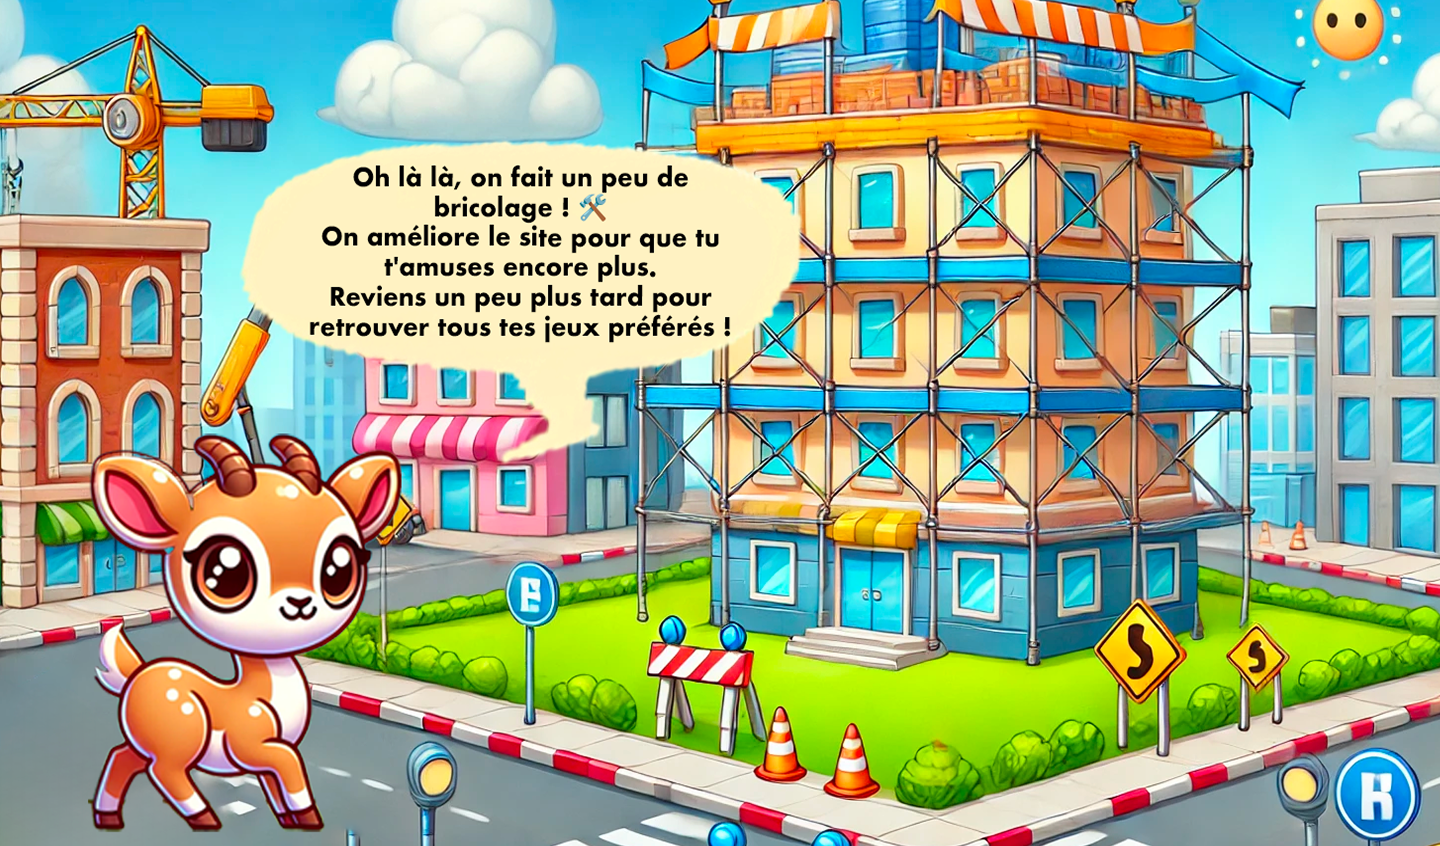 Oh là là, on fait un peu de
bricolage ! 🛠️
On améliore le site pour que tu
t'amuses encore plus.
Reviens un peu plus tard pour
retrouver tous tes jeux préférés !